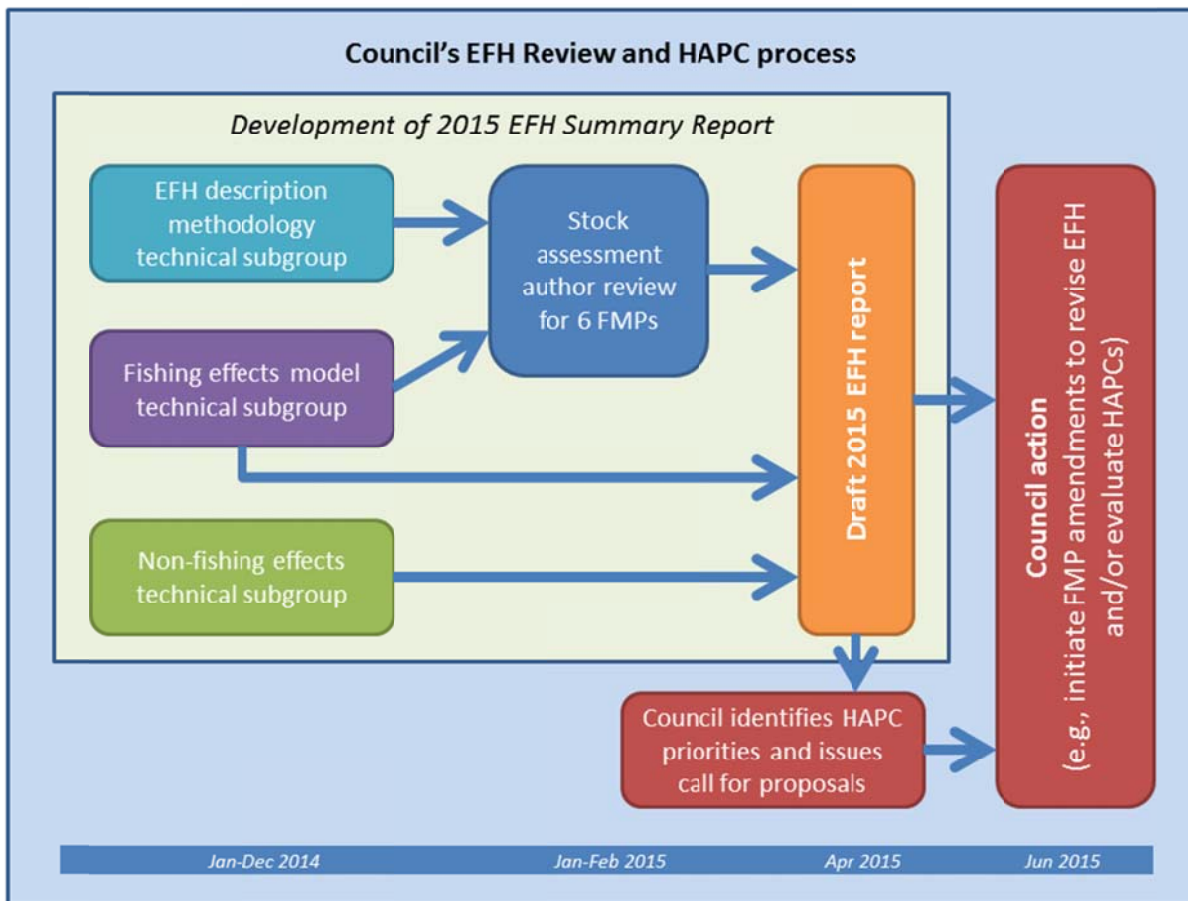 Council's EFH Review and HAPC process
Development of 2015 EFH Summary Report
EFH description
methodology
technical subgroup
Stock
assessment
author review
for 6 FMPs
Fishing effects model
technical subgroup
Non-fishing effects
technical subgroup
Draft 2015 EFH report
Council action
(e.g., initiate FMP amendments to revise EFH
and/or evaluate HAPCs)
Council identifies HAPC
priorities and issues
call for proposals
Jan-Dec 2014
Jan-Feb 2015
Apr 2015
Jun 2015